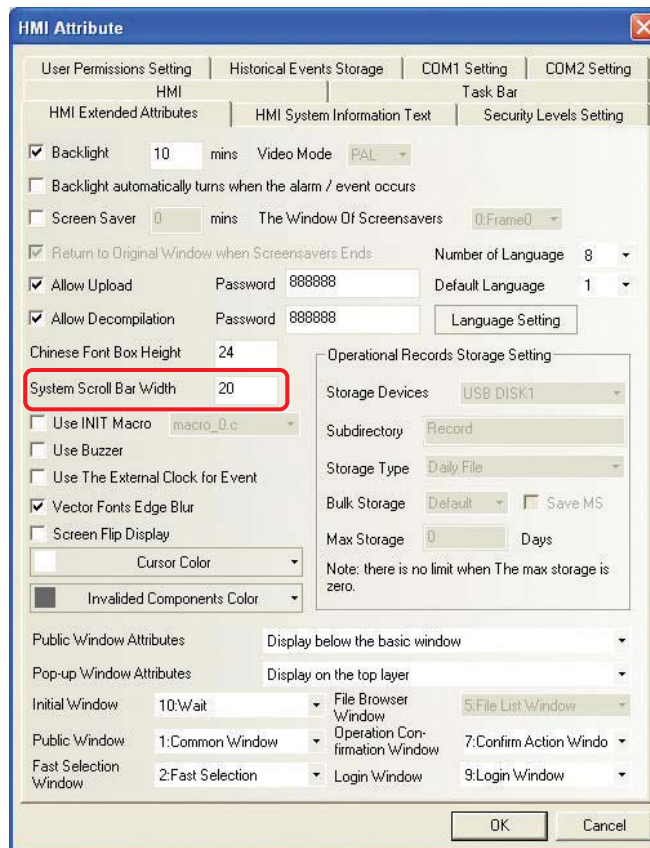 HMI Attribute
User Permissions Setting Historical Events Storage COM1 Setting COM2 Setting
HMI Task Bar
HMI Extended Attributes HMI System Information Text Security Levels Setting
Backlight 10 mins Video Mode PAL
Backlight automatically turns when the alarm / event occurs
Screen Saver 0 mins The Window Of Screensavers 0:Frame0
Return to Original Window when Screensavers Ends Number of Language 8
Allow Upload Password 888888 Default Language 1
Allow Decompilation Password 888888 Language Setting
Chinese Font Box Height 24
System Scroll Bar Width 20
Use INIT Macro macro_0.c
Use Buzzer
Use The External Clock for Event
Vector Fonts Edge Blur
Screen Flip Display
Cursor Color
Invalided Components Color
Operational Records Storage Setting
Storage Devices USB DISK1
Subdirectory Record
Storage Type Daily File
Bulk Storage Default Save MS
Max Storage 0 Days
Note: there is no limit when The max storage is
zero.
Public Window Attributes Display below the basic window
Pop-up Window Attributes Display on the top layer
Initial Window 10:Wait File Browser
Window 5:File List Window
Public Window 1:Common Window Operation Con-
firmation Window 7:Confirm Action Windo
Fast Selection
Window 2:Fast Selection Login Window 9:Login Window
OK Cancel